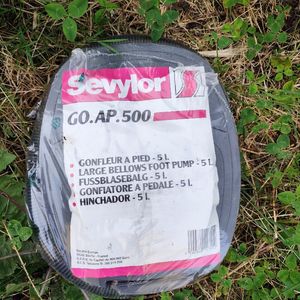 Sevylor
GO.AP.500
GONFLEUR A PIED - 5 L
LARGE BELLOWS FOOT PUMP - 5 L
FUSSBLASEBALG - 5 L
GONFIATORE A PEDALE - 5 L
HINCHADOR - 5 L